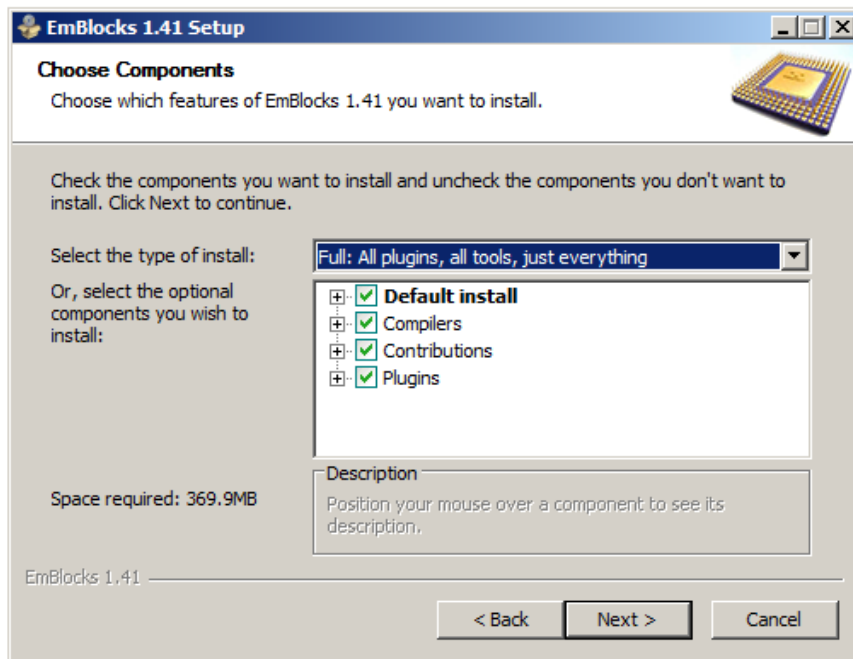 EmBlocks 1.41 Setup
Choose Components
Choose which features of EmBlocks 1.41 you want to install.
Check the components you want to install and uncheck the components you don't want to
install. Click Next to continue.
Select the type of install:
Full: All plugins, all tools, just everything
Or, select the optional
components you wish to
install:
Default install
Compilers
Contributions
Plugins
Space required: 369.9MB
Description
Position your mouse over a component to see its
description.
EmBlocks 1.41
< Back
Next >
Cancel